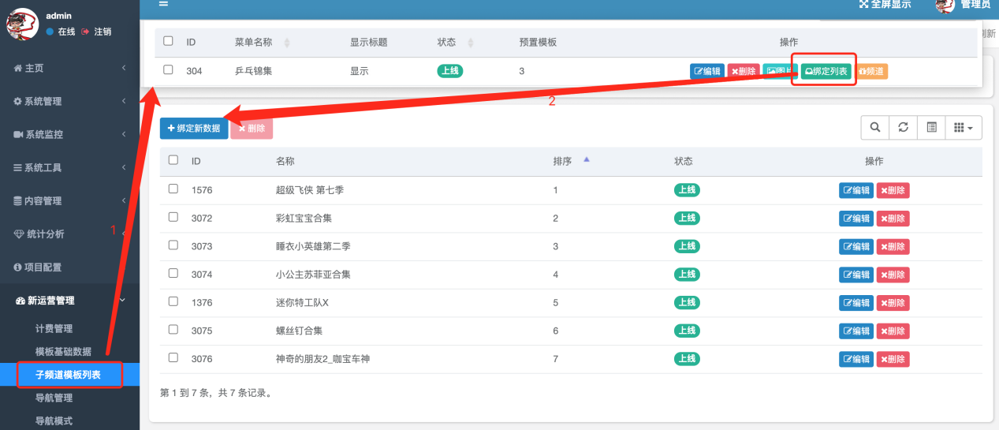 admin
在线 注销
主页
系统管理
系统监控
系统工具
内容管理
统计分析
项目配置
新运营管理
计费管理
模板基础数据
子频道模板列表
导航管理
导航模式
全屏显示 管理员
刷新
ID 菜单名称 显示标题 状态 预置模板 操作
304 乒乓锦集 显示 上线 3 编辑 删除 图片 绑定列表 频道
1
2
绑定新数据 删除
ID 名称 排序 状态 操作
1576 超级飞侠 第七季 1 上线 编辑 删除
3072 彩虹宝宝合集 2 上线 编辑 删除
3073 睡衣小英雄第二季 3 上线 编辑 删除
3074 小公主苏菲亚合集 4 上线 编辑 删除
1376 迷你特工队X 5 上线 编辑 删除
3075 螺丝钉合集 6 上线 编辑 删除
3076 神奇的朋友2_咖宝车神 7 上线 编辑 删除
第 1 到 7 条，共 7 条记录。